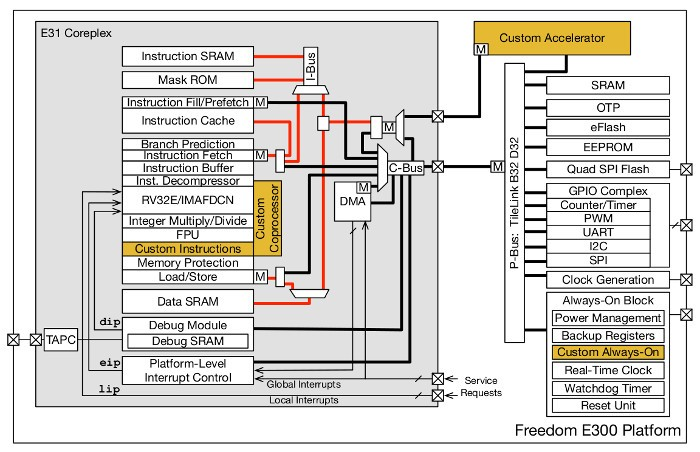 E31 Coreplex
Instruction SRAM
Mask ROM
I-Bus
Instruction Fill/Prefetch
M
Instruction Cache
Branch Prediction
Instruction Fetch
M
Instruction Buffer
Inst. Decompressor
RV32E/IMAFDCN
Integer Multiply/Divide
FPU
Custom Instructions
Custom
Coprocessor
Memory Protection
Load/Store
M
Data SRAM
dip
Debug Module
Debug SRAM
TAPC
eip
Platform-Level
Interrupt Control
lip
Global Interrupts
Local Interrupts
Service
Requests
M
C-Bus
M
DMA
M
Custom Accelerator
M
P-Bus: TileLink B32 D32
SRAM
OTP
eFlash
EEPROM
Quad SPI Flash
GPIO Complex
Counter/Timer
PWM
UART
I2C
SPI
Clock Generation
Always-On Block
Power Management
Backup Registers
Custom Always-On
Real-Time Clock
Watchdog Timer
Reset Unit
Freedom E300 Platform